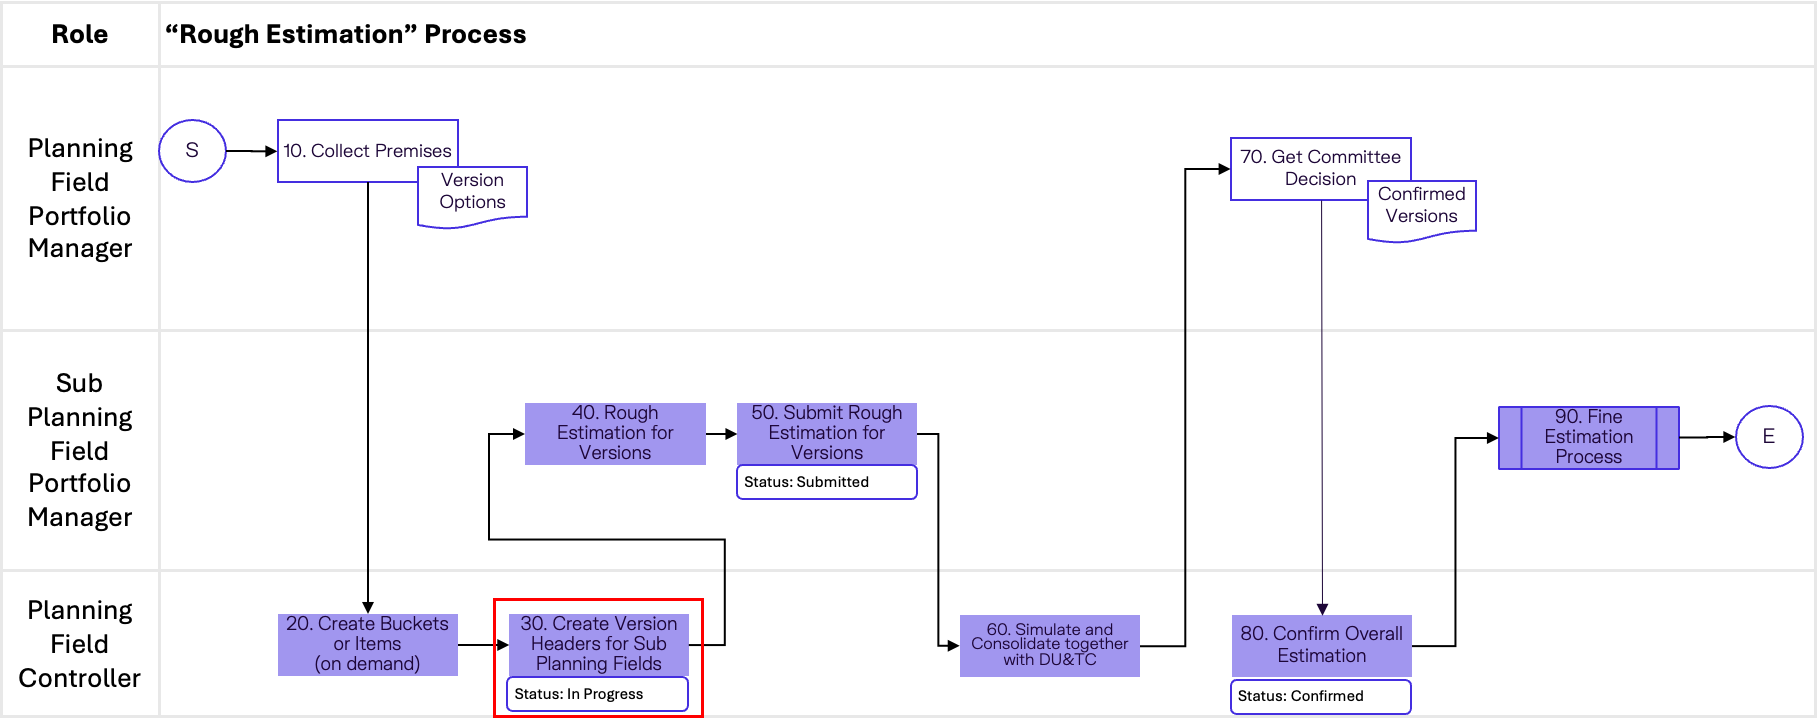 Role
“Rough Estimation” Process
Planning
Field
Portfolio
Manager
S
10. Collect Premises
Version
Options
70. Get Committee
Decision
Confirmed
Versions
Sub
Planning
Field
Portfolio
Manager
40. Rough
Estimation for
Versions
50. Submit Rough
Estimation for
Versions
Status: Submitted
90. Fine
Estimation
Process
E
Planning
Field
Controller
20. Create Buckets
or Items
(on demand)
30. Create Version
Headers for Sub
Planning Fields
Status: In Progress
60. Simulate and
Consolidate together
with DU&TC
80. Confirm Overall
Estimation
Status: Confirmed